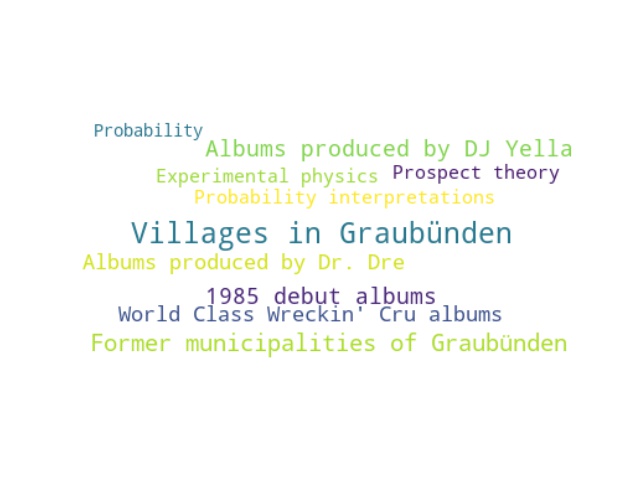 Probability
Albums produced by DJ Yella
Experimental physics
Prospect theory
Probability interpretations
Villages in Graubünden
Albums produced by Dr. Dre
1985 debut albums
World Class Wreckin' Cru albums
Former municipalities of Graubünden